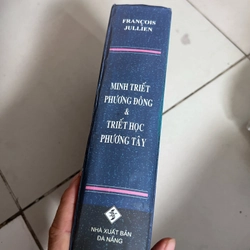 FRANÇOIS
JULLIEN
MINH TRIẾT
PHƯƠNG ĐÔNG
&
TRIẾT HỌC
PHƯƠNG TÂY
NHÀ XUẤT BẢN
ĐÀ NẴNG